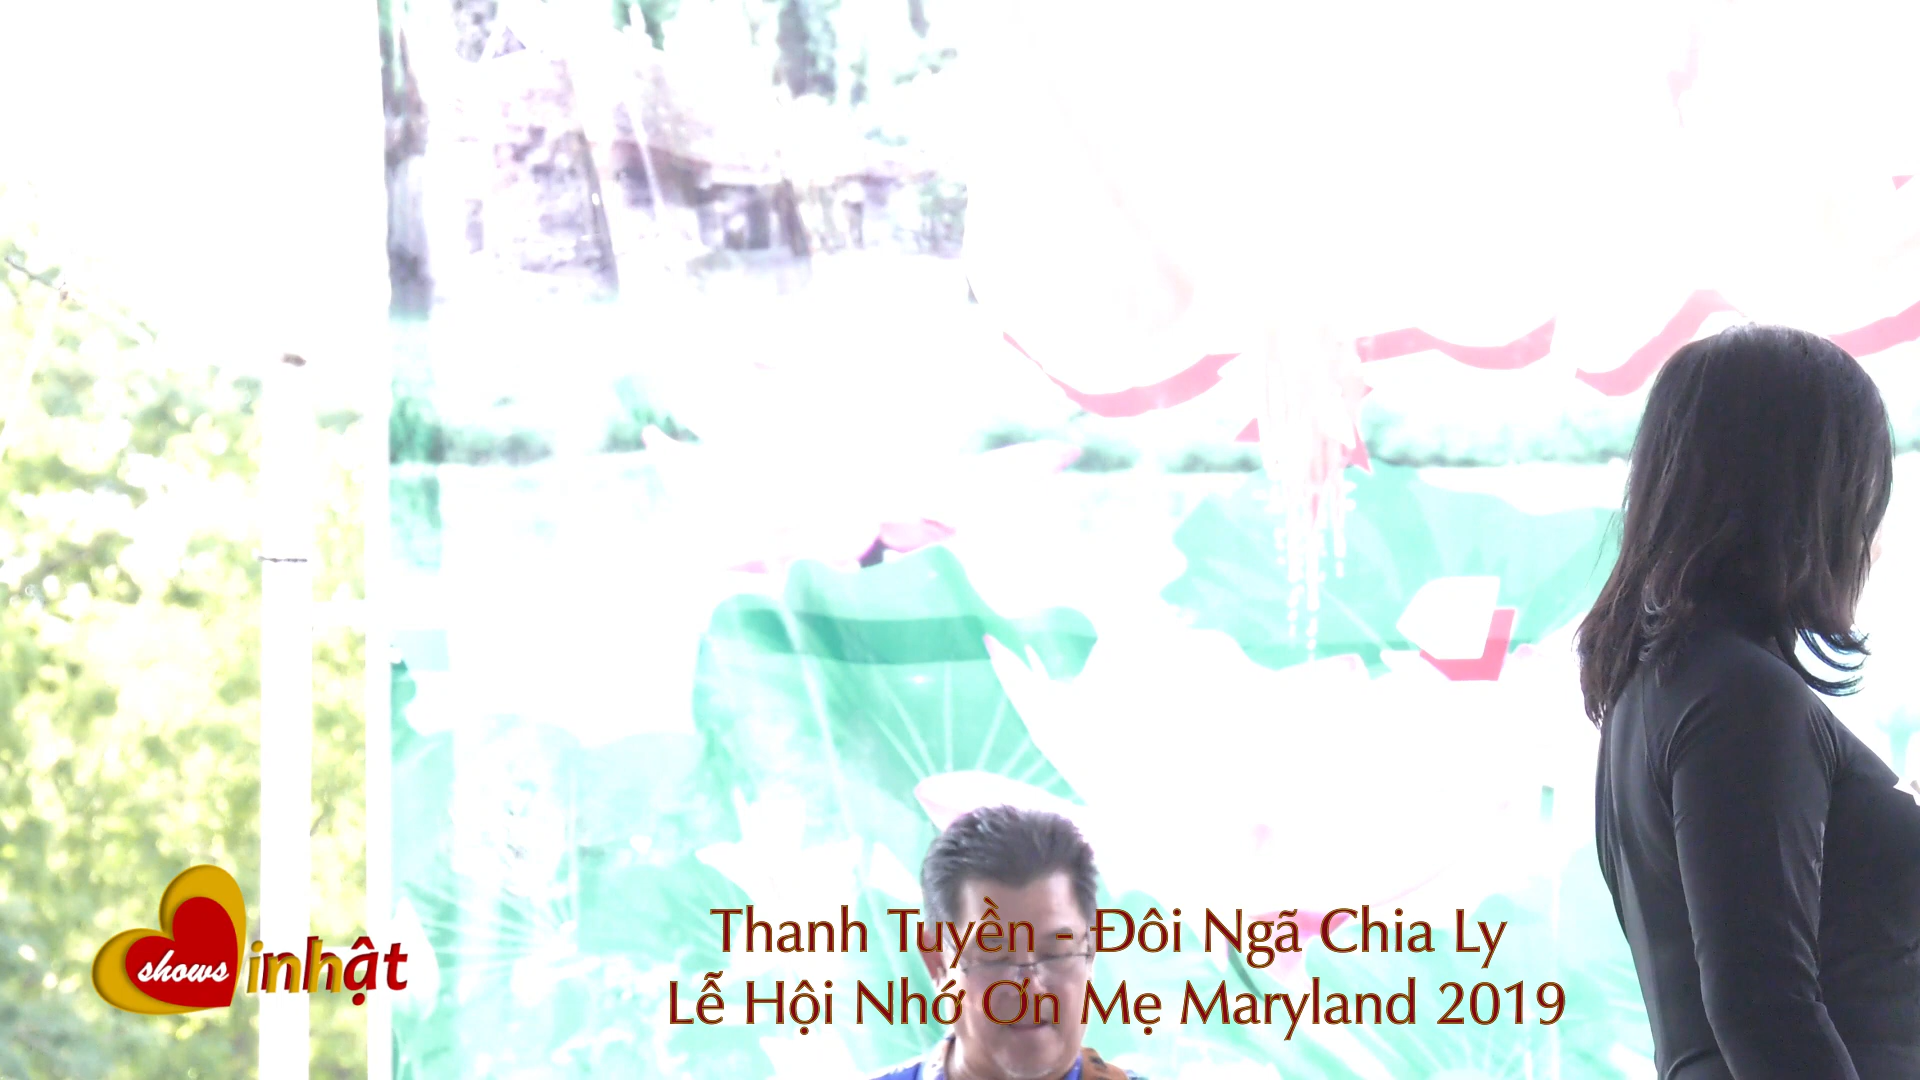 Thanh Tuyền - Đôi Ngã Chia Ly
Lễ Hội Nhớ Ơn Mẹ Maryland 2019
shows
inhật